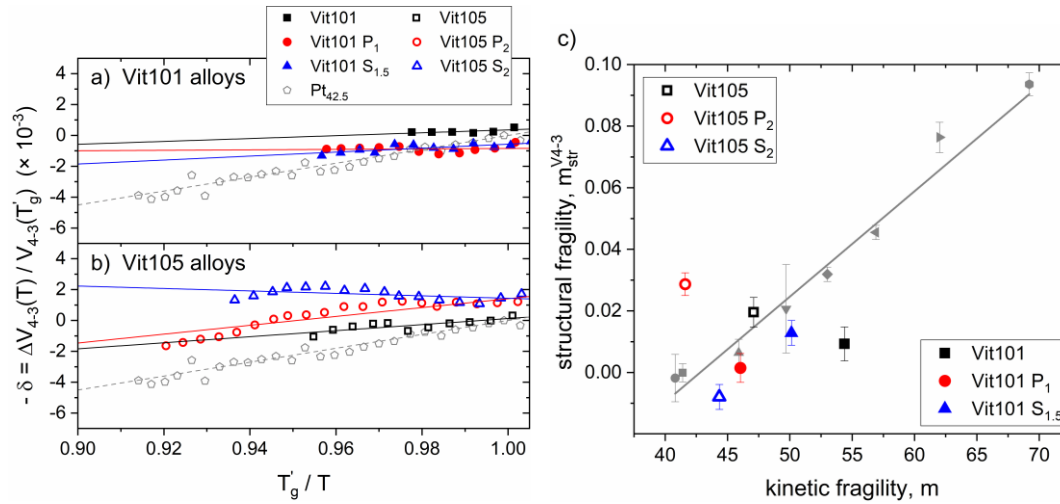 Vit101
Vit105
Vit101 P1
Vit105 P2
Vit101 S1.5
Vit105 S2
Pt42.5
a) Vit101 alloys
4
2
0
-2
-4
-6
b) Vit105 alloys
4
2
0
-2
-4
-6
0.90 0.92 0.94 0.96 0.98 1.00
T'g / T
- δ = ΔV4-3(T) / V4-3(T'g) (× 10-3)
c)
Vit105
Vit105 P2
Vit105 S2
Vit101
Vit101 P1
Vit101 S1.5
0.10
0.08
0.06
0.04
0.02
0.00
40 45 50 55 60 65 70
kinetic fragility, m
structural fragility, mstrV4-3